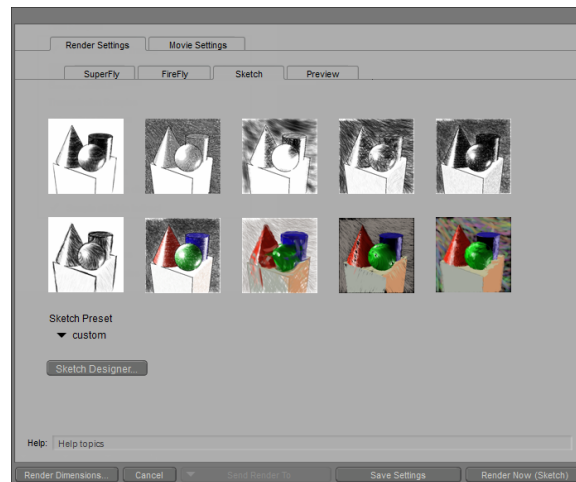 Render Settings Movie Settings
SuperFly FireFly Sketch Preview
Sketch Preset
custom
Sketch Designer...
Help: Help topics
Render Dimensions... Cancel Send Render To Save Settings Render Now (Sketch)